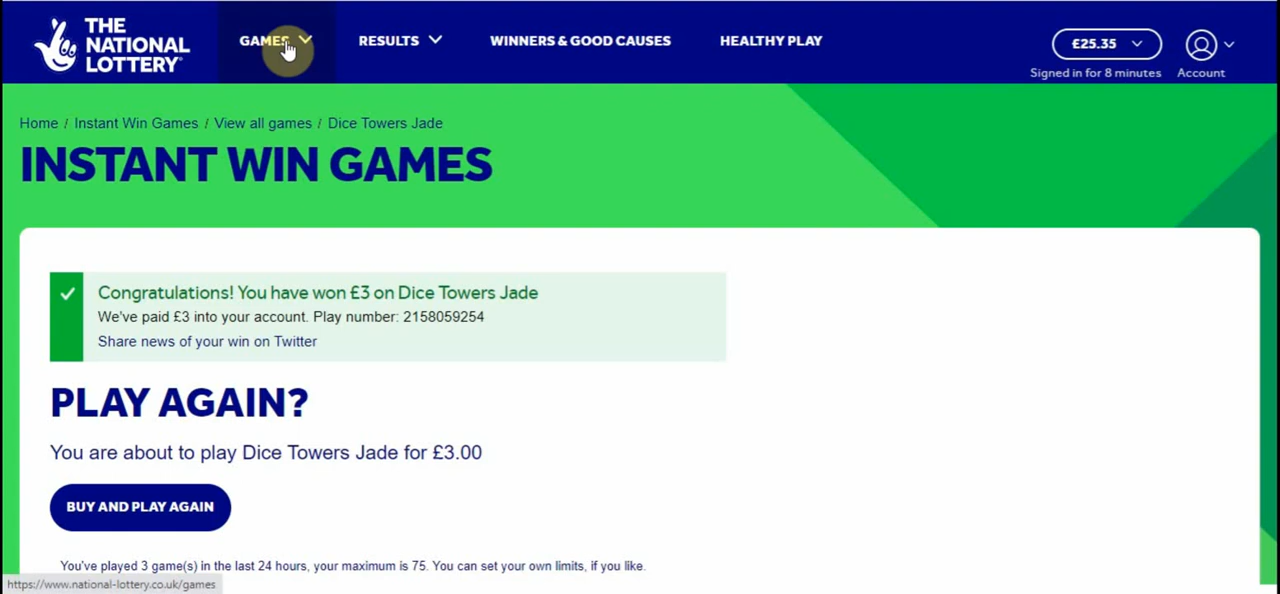 THE
NATIONAL
LOTTERY
GAMES
RESULTS
WINNERS & GOOD CAUSES
HEALTHY PLAY
£25.35
Signed in for 8 minutes
Account
Home / Instant Win Games / View all games / Dice Towers Jade
INSTANT WIN GAMES
Congratulations! You have won £3 on Dice Towers Jade
We've paid £3 into your account. Play number: 2158059254
Share news of your win on Twitter
PLAY AGAIN?
You are about to play Dice Towers Jade for £3.00
BUY AND PLAY AGAIN
You've played 3 game(s) in the last 24 hours, your maximum is 75. You can set your own limits, if you like.
https://www.national-lottery.co.uk/games